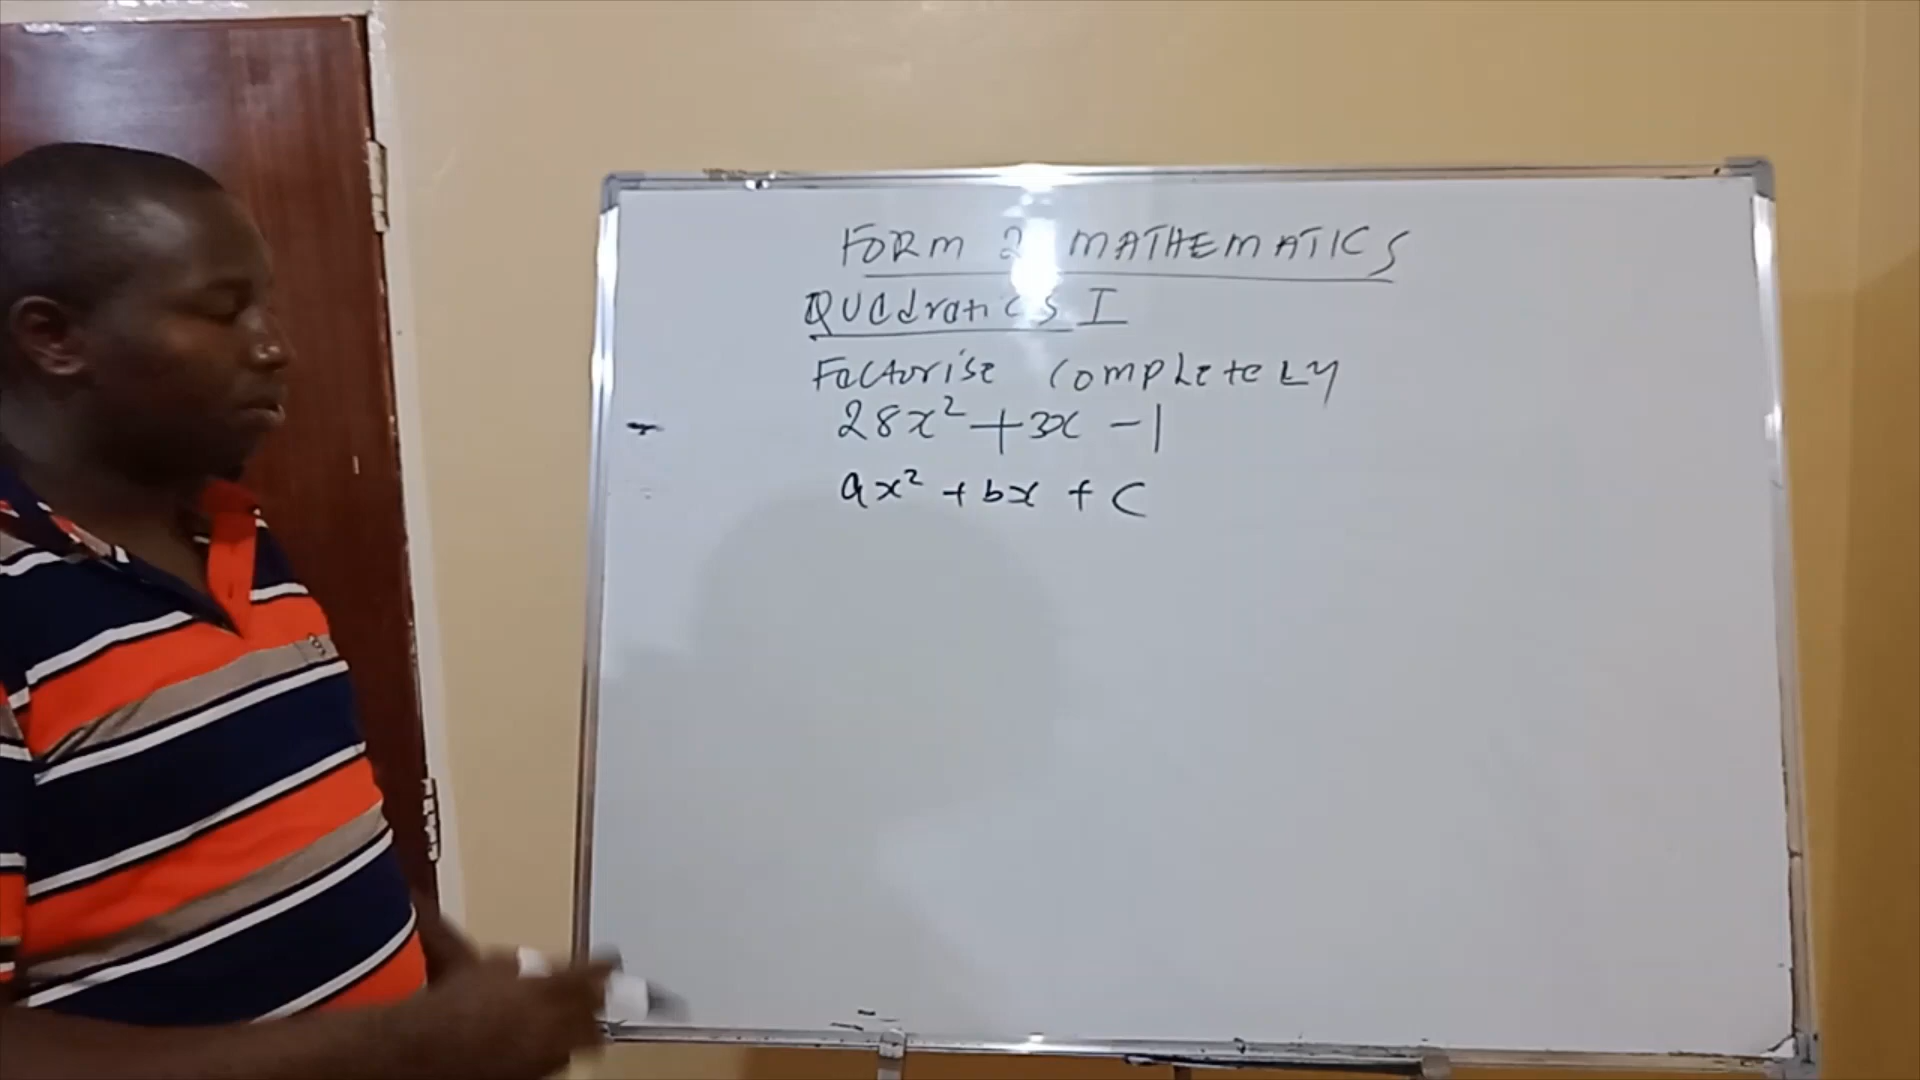 FORM 2 MATHEMATICS
Quadratics I
Factorise completely
28x² + 3x - 1
ax² + bx + c